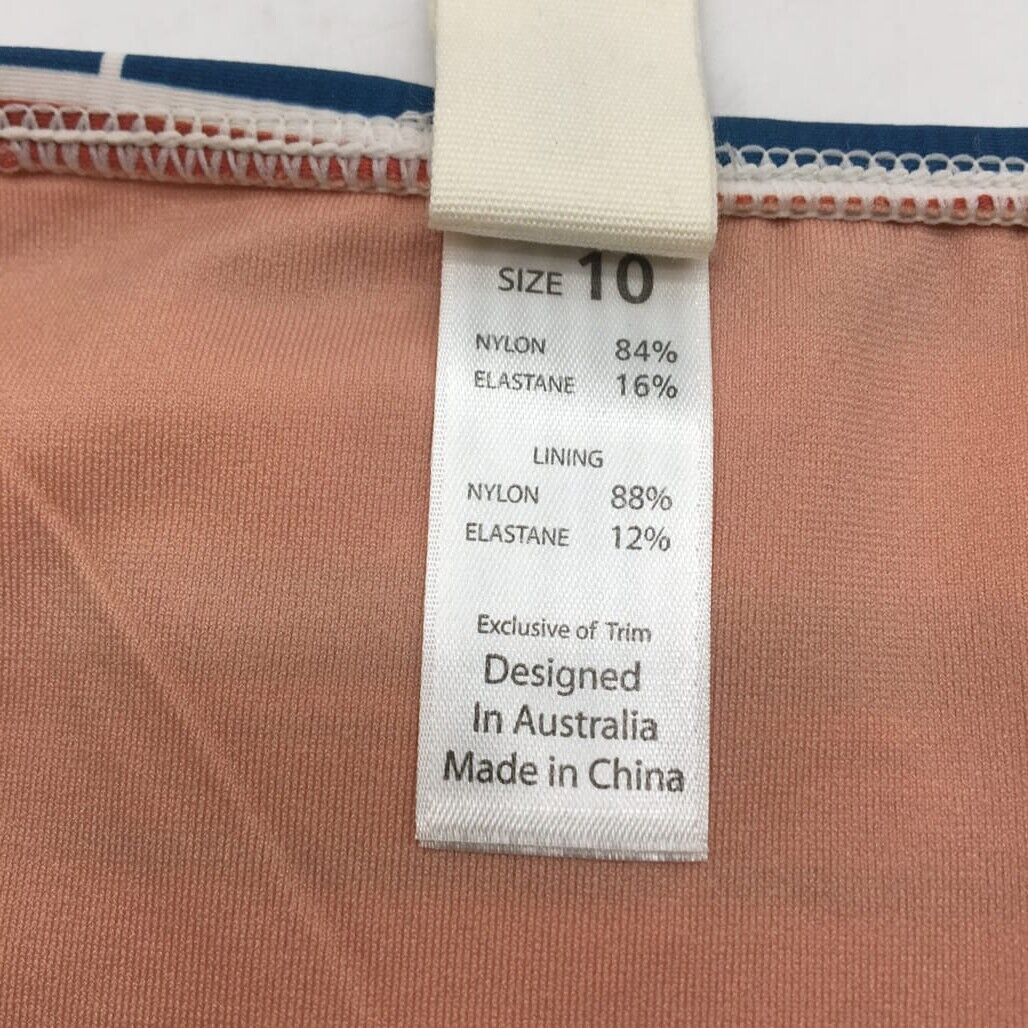 SIZE 10
NYLON 84%
ELASTANE 16%
LINING
NYLON 88%
ELASTANE 12%
Exclusive of Trim
Designed
In Australia
Made in China